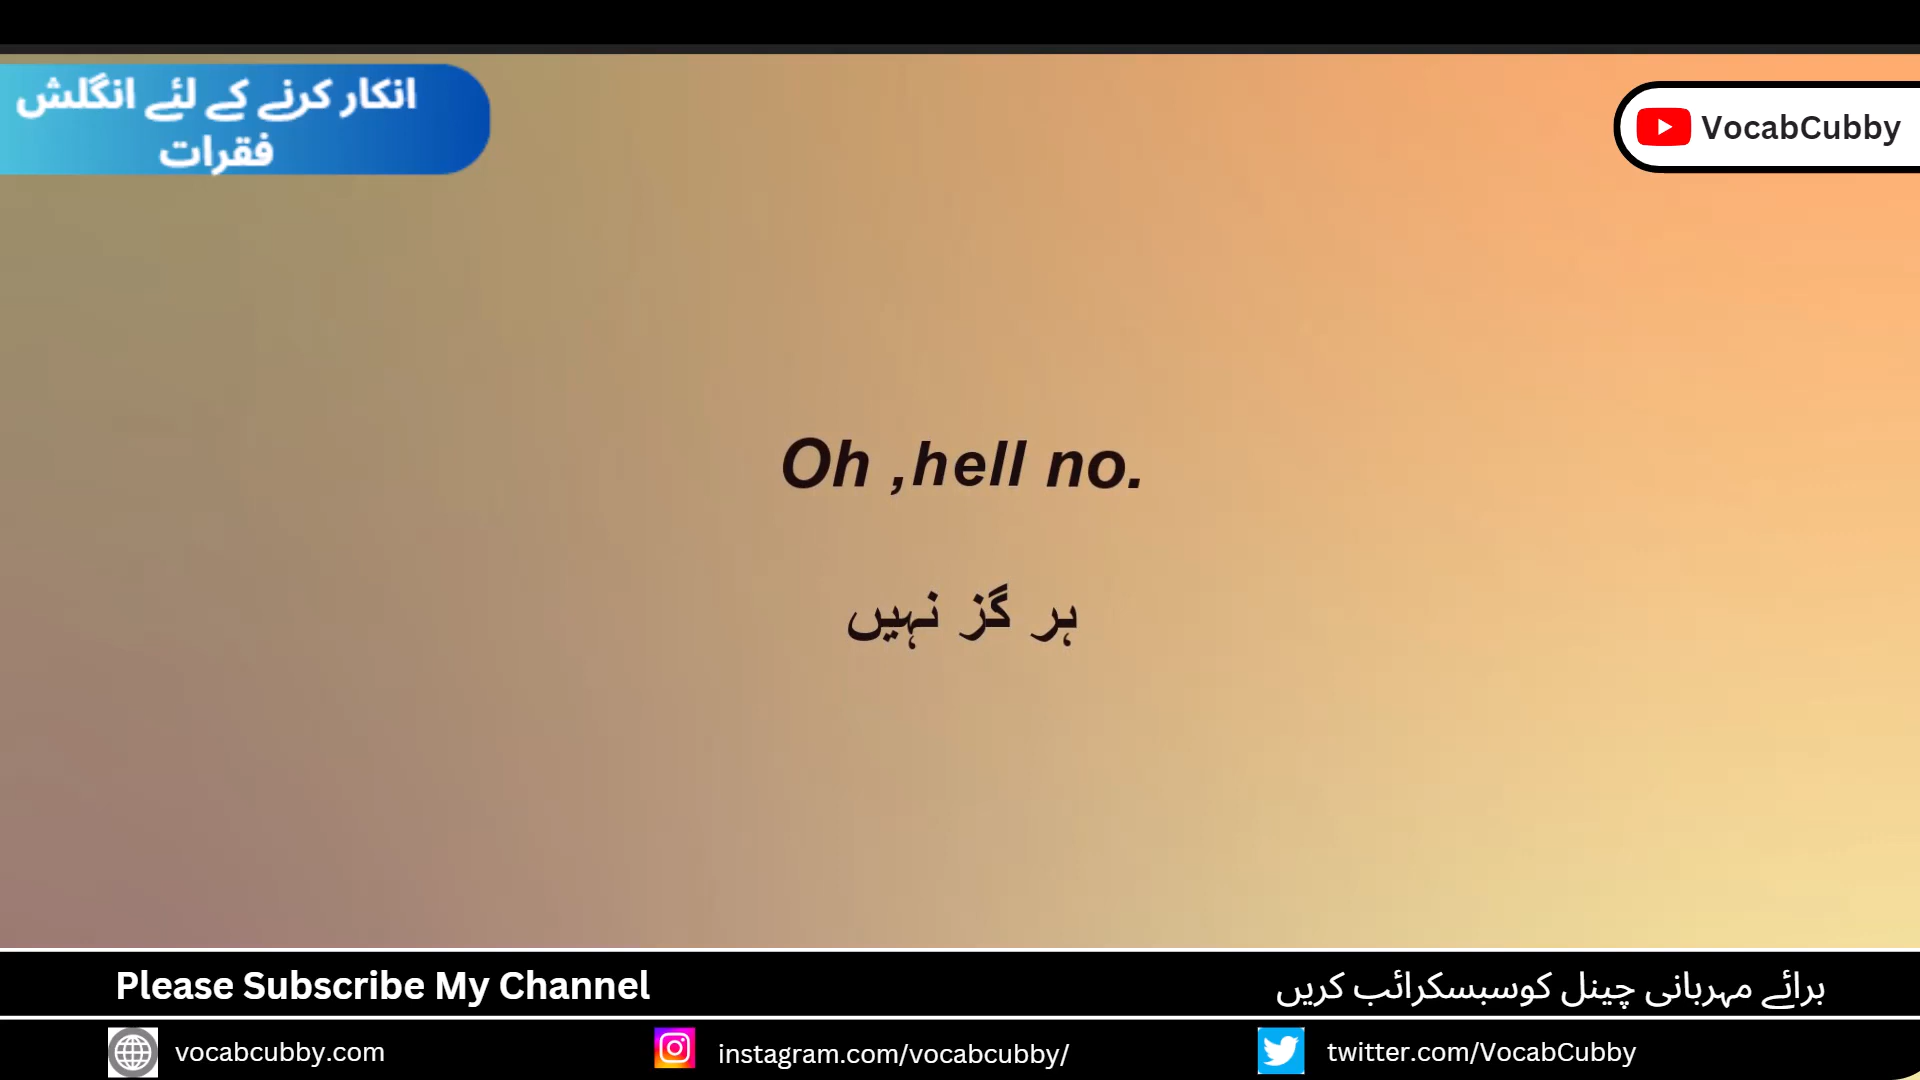 انکار کرنے کے لئے انگلش
فقرات
VocabCubby
Oh ,hell no.
ہر گز نہیں
Please Subscribe My Channel
برائے مہربانی چینل کوسبسکرائب کریں
vocabcubby.com
instagram.com/vocabcubby/
twitter.com/VocabCubby